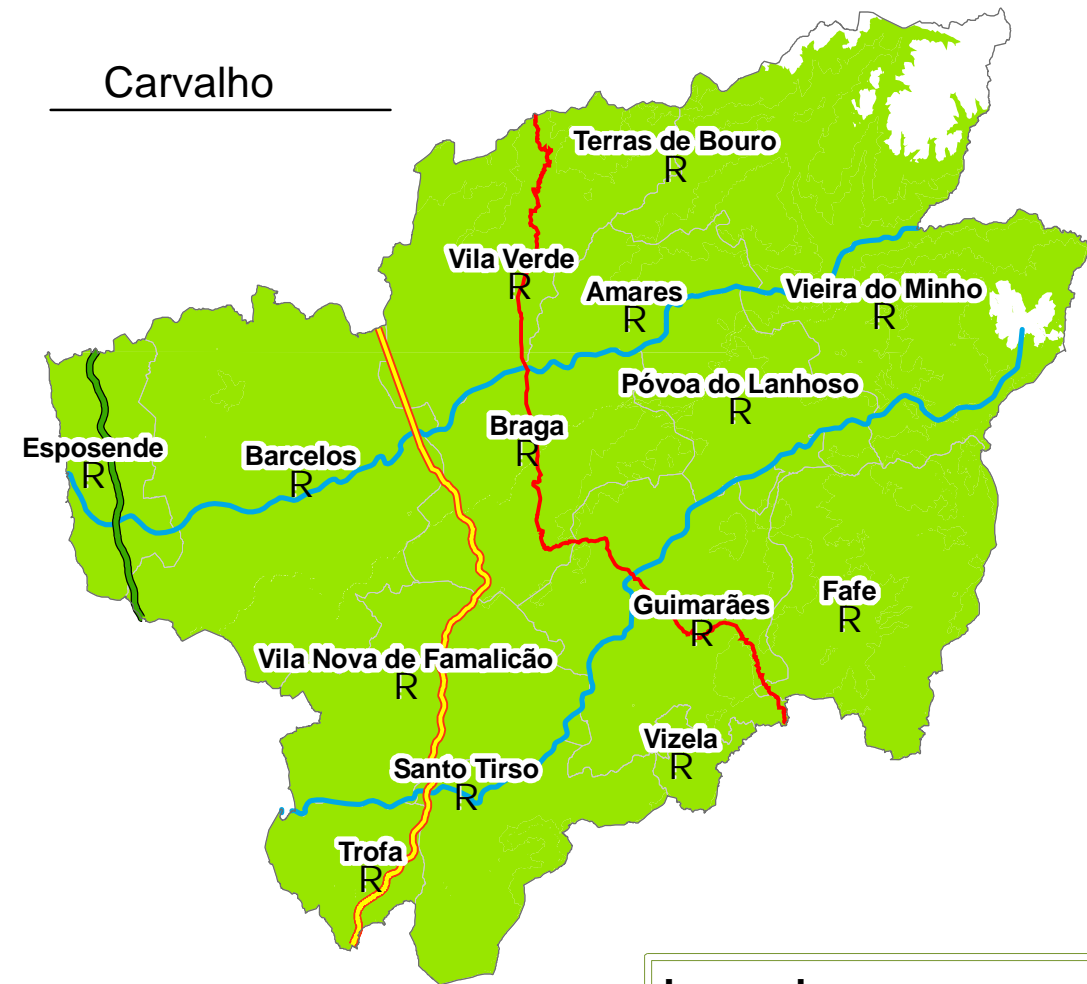 Carvalho
Terras de Bouro
R
Vila Verde
R
Amares
R
Vieira do Minho
R
Póvoa do Lanhoso
R
Esposende
R
Barcelos
R
Braga
R
Guimarães
R
Fafe
R
Vila Nova de Famalicão
R
Vizela
R
Santo Tirso
R
Trofa
R